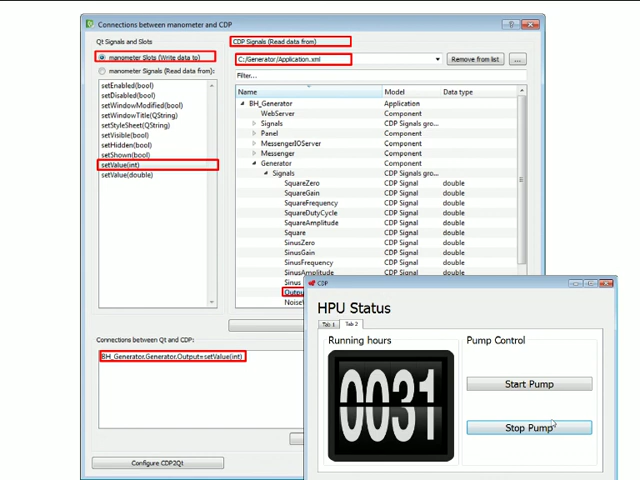 Connections between manometer and CDP
Qt Signals and Slots
manometer Slots (Write data to)
manometer Signals (Read data from):
setEnabled(bool)
setDisabled(bool)
setWindowModified(bool)
setWindowTitle(QString)
setStyleSheet(QString)
setVisible(bool)
setHidden(bool)
setShown(bool)
setValue(int)
setValue(double)
CDP Signals (Read data from)
C:/Generator/Application.xml
Remove from list
...
Filter...
Name Model Data type
BH_Generator Application
WebServer Component
Signals CDP Signals gro...
Panel Component
MessengerIOServer Component
Messenger Component
Generator Component
Signals CDP Signals gro...
SquareZero CDP Signal double
SquareGain CDP Signal double
SquareFrequency CDP Signal double
SquareDutyCycle CDP Signal double
SquareAmplitude CDP Signal double
Square CDP Signal double
SinusZero CDP Signal double
SinusGain CDP Signal double
SinusFrequency CDP Signal double
SinusAmplitude CDP Signal double
Sinus
Output
Connections between Qt and CDP:
BH_Generator.Generator.Output=setValue(int)
Configure CDP2Qt
CDP
HPU Status
Tab 1 Tab 2
Running hours
0031
Pump Control
Start Pump
Stop Pump